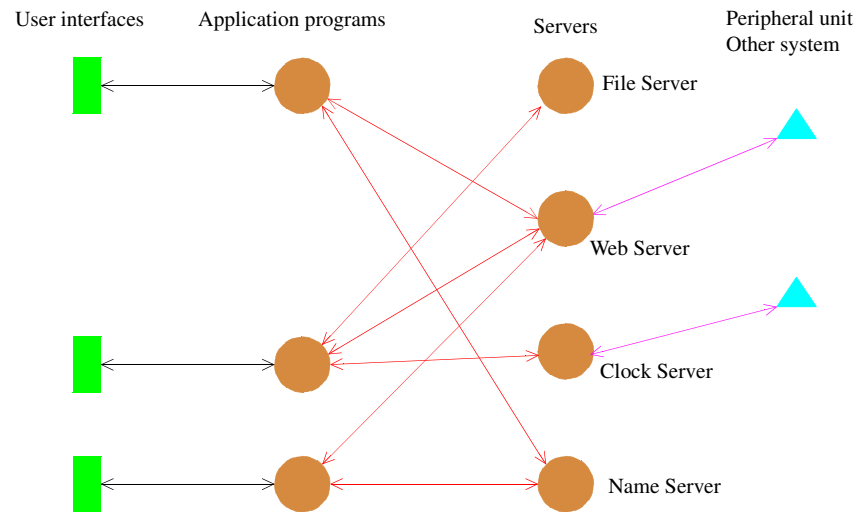 User interfaces
Application programs
Servers
Peripheral unit
Other system
File Server
Web Server
Clock Server
Name Server